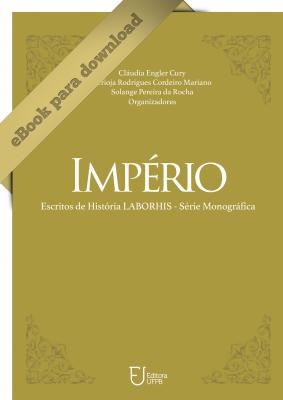 eBook para download
Cláudia Engler Cury
Rodrigues Cordeiro Mariano
Solange Pereira da Rocha
Organizadores
IMPÉRIO
Escritos de História LABORHIS - Série Monográfica
Editora
UFPB